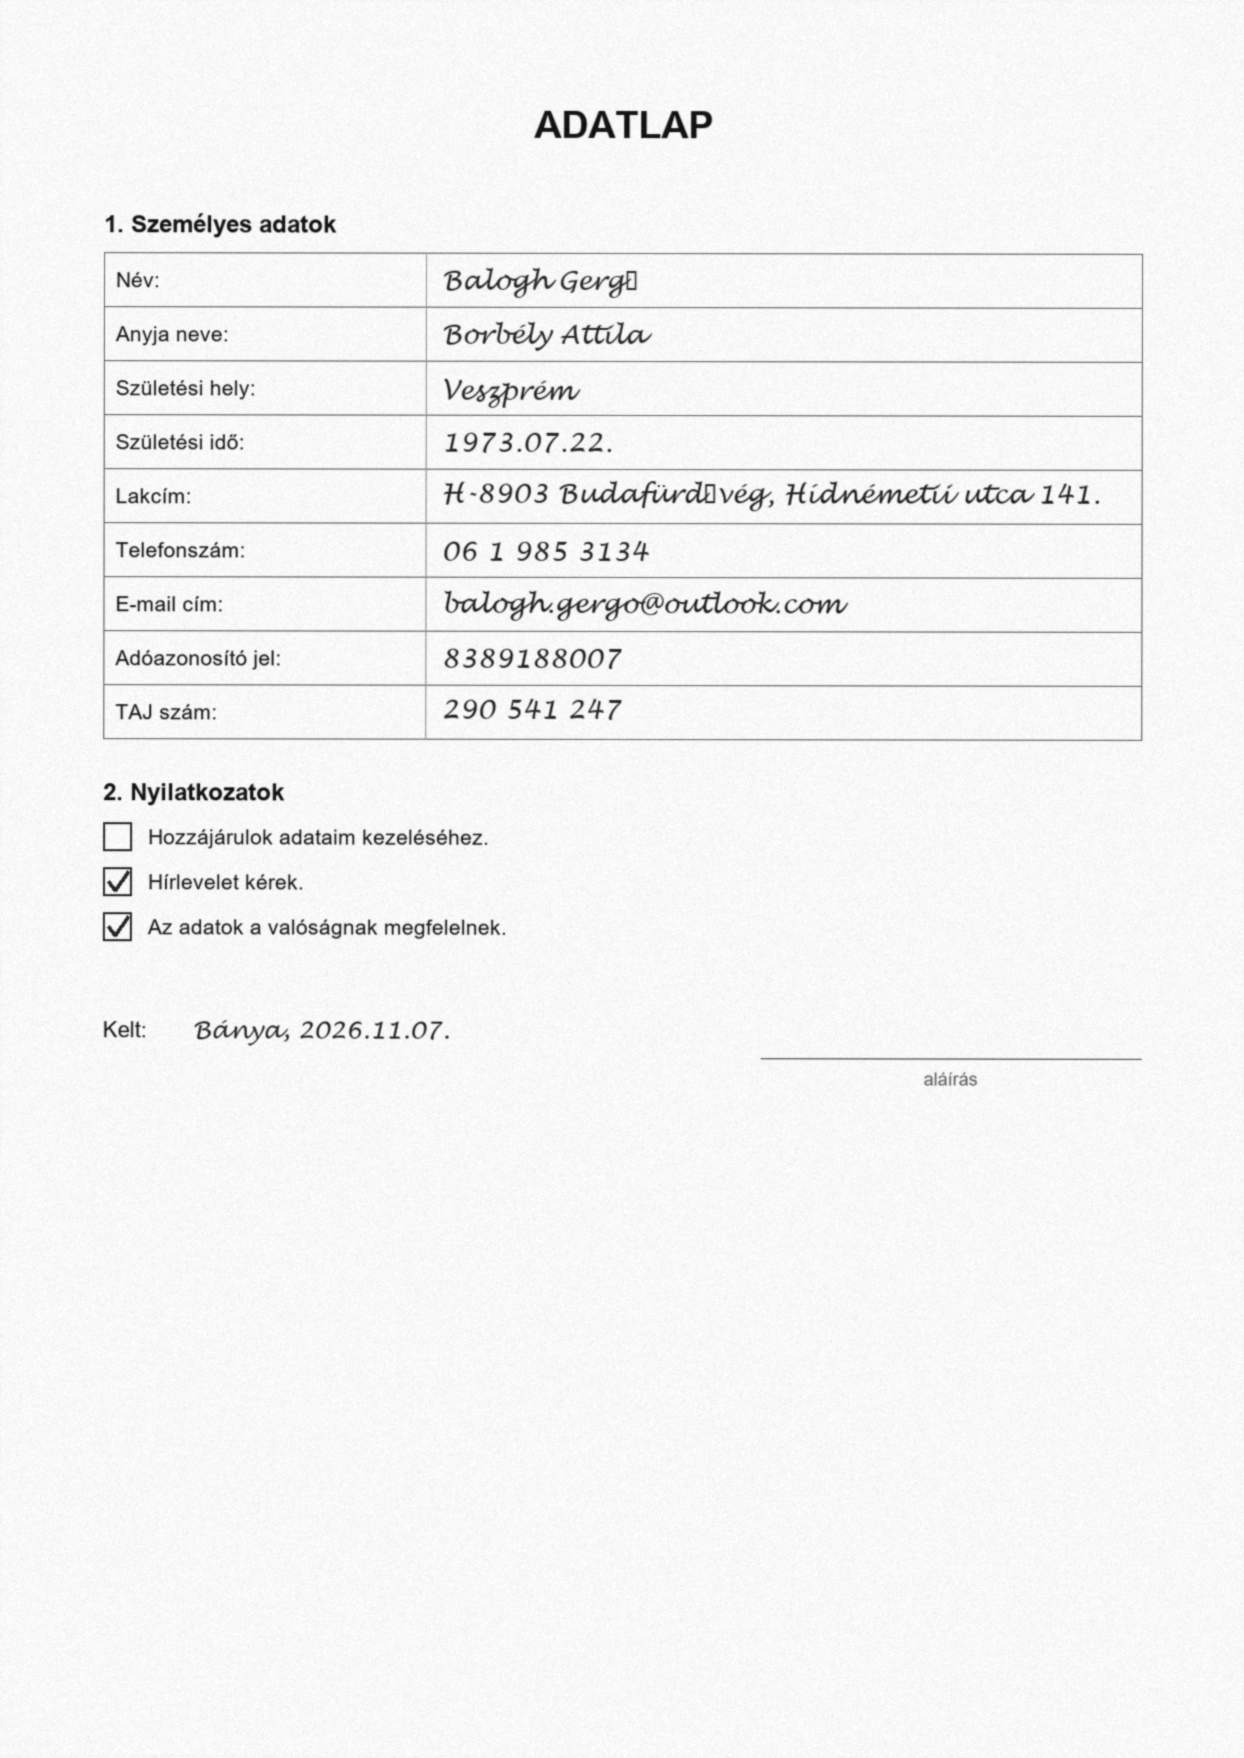 ADATLAP
1. Személyes adatok
Név: Balogh
Anyja neve: Borbély Attila
Születési hely: Veszprém
Születési idő: 1973.07.22.
Lakcím: H-8903 Hídnémetii utca 141.
Telefonszám: 06 1 985 3134
E-mail cím: balogh.gergo@outlook.com
Adóazonosító jel: 8389188007
TAJ szám: 290 541 247
2. Nyilatkozatok
Hozzájárulok adataim kezeléséhez.
Hírlevelet kérek.
Az adatok a valóságnak megfelelnek.
Kelt: Bánya, 2026.11.07.
aláírás